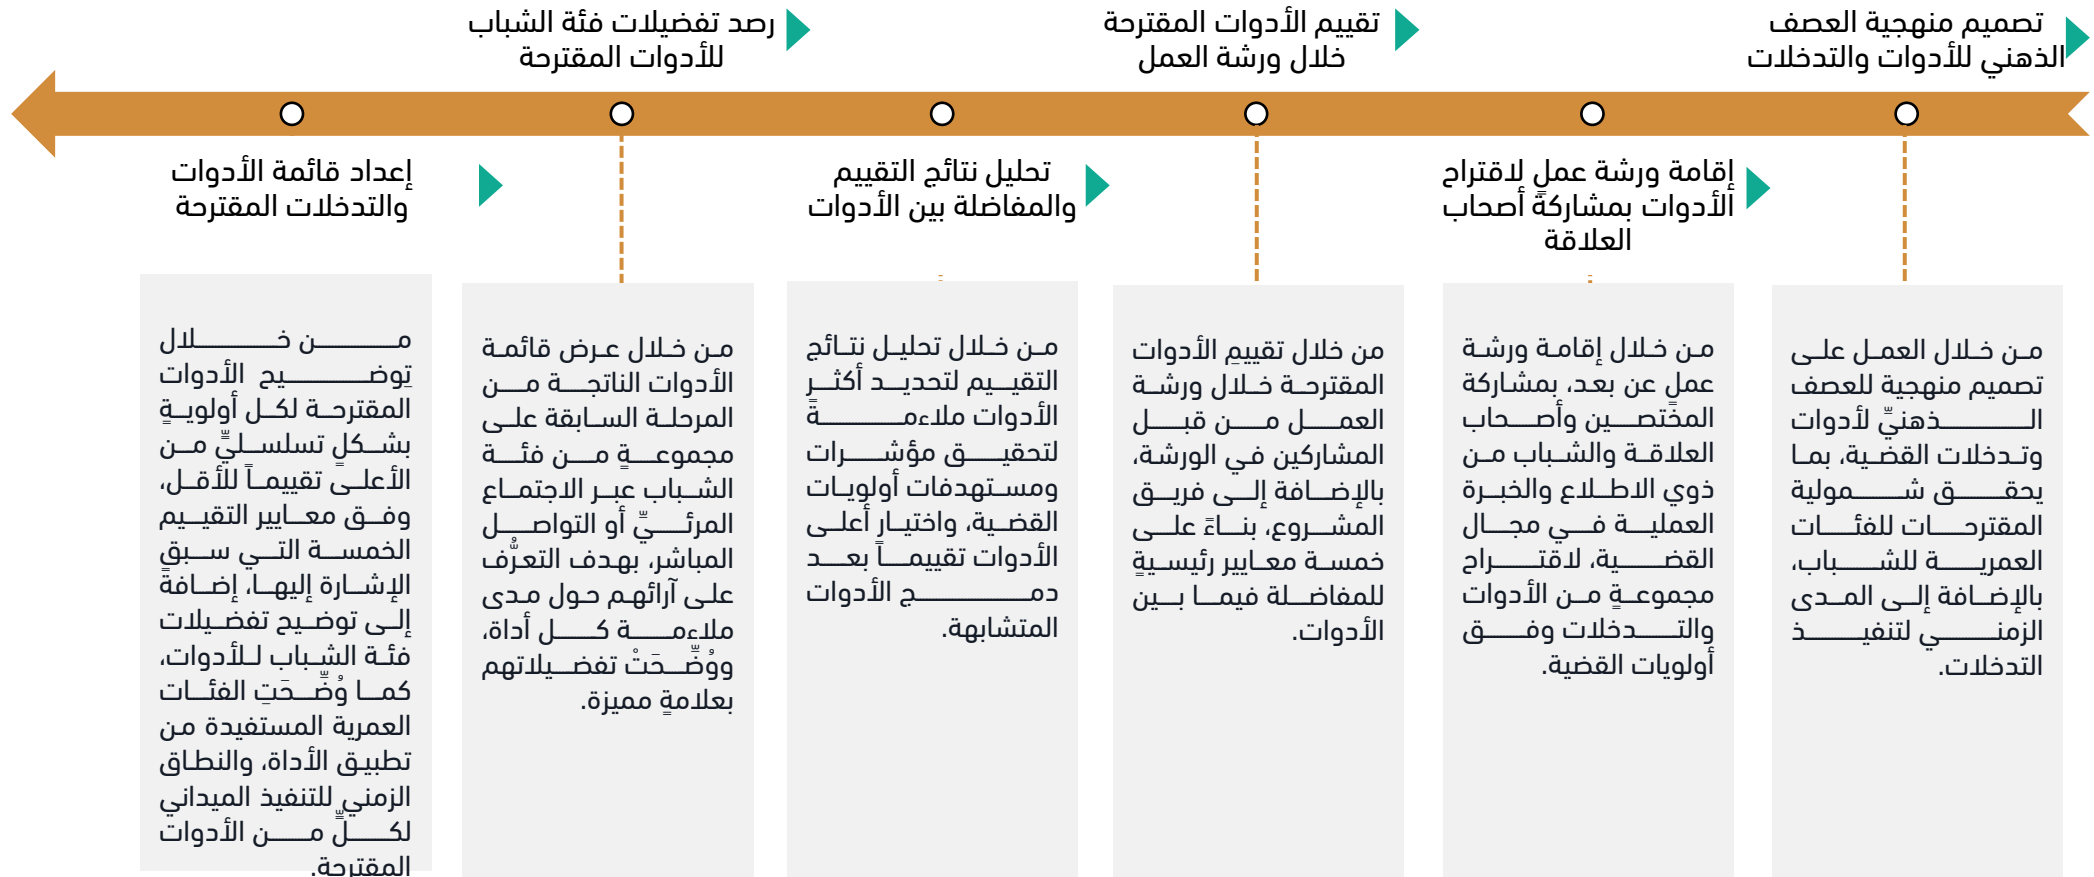 تصميم منهجية العصف
الذهني للأدوات والتدخلات
من خلال العمل على
تصميم منهجية للعصف
الذهنيِّ لأدوات
وتدخلات القضية، بما
يحقق شمولية
المقترحات للفئات
العمرية للشباب،
بالإضافة إلى المدى
الزمني لتنفيذ
التدخلات.
إقامة ورشة عملٍ لاقتراح
الأدوات بمشاركة أصحاب
العلاقة
من خلال إقامة ورشة
عملٍ عن بعد، بمشاركة
المختصين وأصحاب
العلاقة والشباب من
ذوي الاطلاع والخبرة
العملية في مجال
القضية، لاقتراح
مجموعةٍ من الأدوات
والتدخلات وفق
أولويات القضية.
تقييم الأدوات المقترحة
خلال ورشة العمل
من خلال تقييمِ الأدوات
المقترحة خلال ورشة
العمل من قبل
المشاركين في الورشة،
بالإضافة إلى فريق
المشروع، بناءً على
خمسة معايير رئيسيةٍ
للمفاضلة فيما بين
الأدوات.
تحليل نتائج التقييم
والمفاضلة بين الأدوات
من خلال تحليل نتائج
التقييم لتحديد أكثر
الأدوات ملاءمةً
لتحقيق مؤشرات
ومستهدفات أولويات
القضية، واختيار أعلى
الأدوات تقييماً بعد
دمج الأدوات
المتشابهة.
رصد تفضيلات فئة الشباب
للأدوات المقترحة
من خلال عرض قائمة
الأدوات الناتجة من
المرحلة السابقة على
مجموعةٍ من فئة
الشباب عبر الاجتماع
المرئيِّ أو التواصل
المباشر، بهدف التعرُّف
على آرائهم حول مدى
ملاءمة كل أداة،
ووُضِّحَتْ تفضيلاتهم
بعلامةٍ مميزة.
إعداد قائمة الأدوات
والتدخلات المقترحة
من خلال
توضيح الأدوات
المقترحة لكل أولويةٍ
بشكلٍ تسلسليٍّ من
الأعلى تقييماً للأقل،
وفق معايير التقييم
الخمسة التي سبق
الإشارة إليها، إضافةً
إلى توضيح تفضيلات
فئة الشباب للأدوات،
كما وُضِّحَتِ الفئات
العمرية المستفيدة من
تطبيق الأداة، والنطاق
الزمني للتنفيذ الميداني
لكلٍّ من الأدوات
المقترحة.